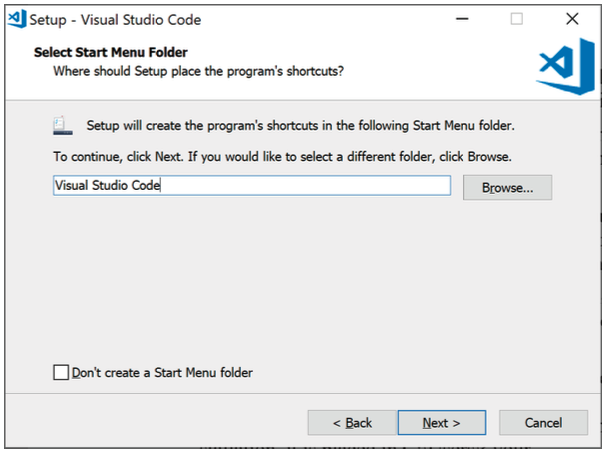 Setup - Visual Studio Code
Select Start Menu Folder
Where should Setup place the program's shortcuts?
Setup will create the program's shortcuts in the following Start Menu folder.
To continue, click Next. If you would like to select a different folder, click Browse.
Visual Studio Code
Browse...
Don't create a Start Menu folder
< Back
Next >
Cancel